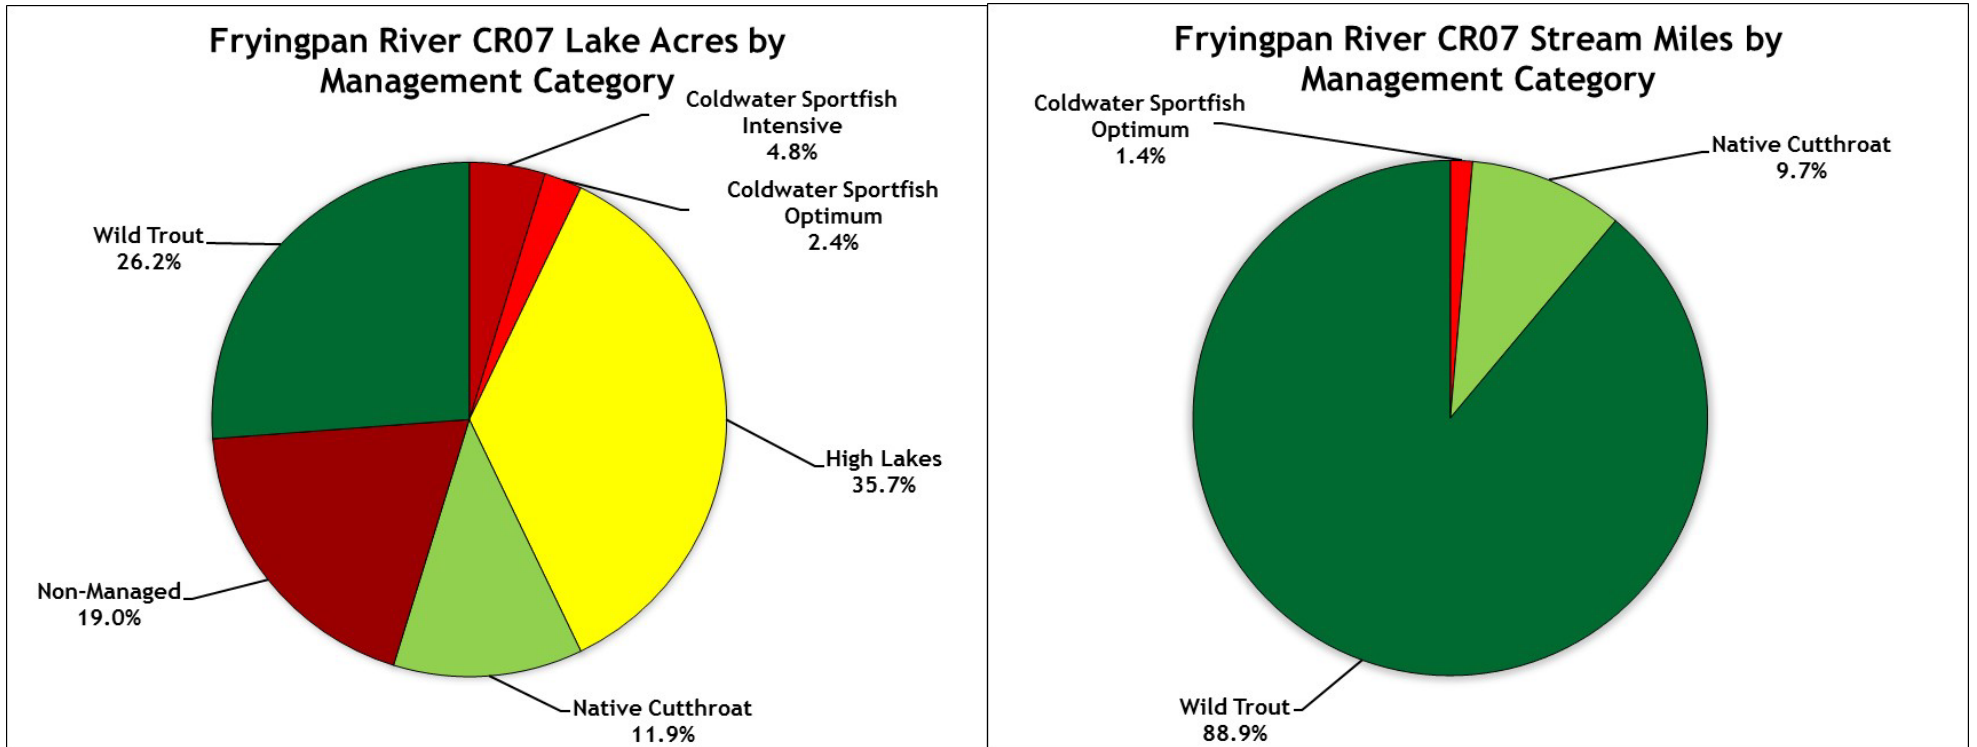 Fryingpan River CR07 Lake Acres by
Management Category
Coldwater Sportfish
Intensive
4.8%
Coldwater Sportfish
Optimum
2.4%
Wild Trout
26.2%
High Lakes
35.7%
Non-Managed
19.0%
Native Cutthroat
11.9%
Fryingpan River CR07 Stream Miles by
Management Category
Coldwater Sportfish
Optimum
1.4%
Native Cutthroat
9.7%
Wild Trout
88.9%